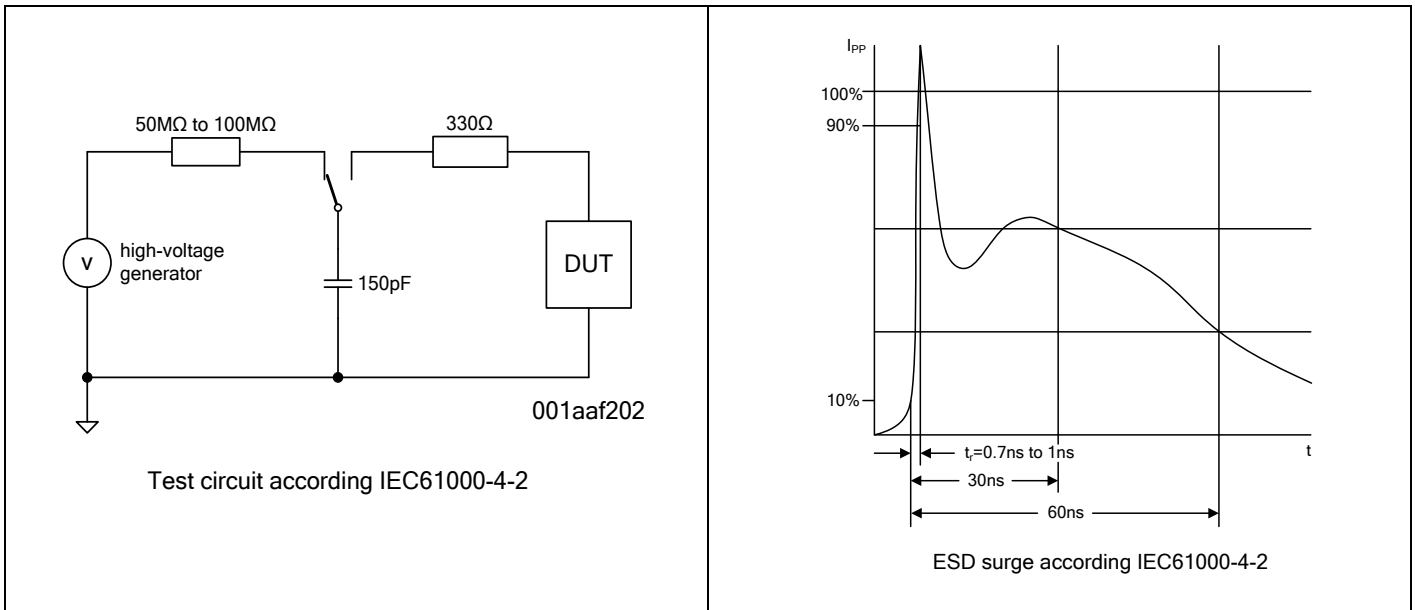 50MΩ to 100MΩ
330Ω
V
high-voltage
generator
150pF
DUT
001aaf202
Test circuit according IEC61000-4-2
IPP
100%
90%
10%
t
tr=0.7ns to 1ns
30ns
60ns
ESD surge according IEC61000-4-2